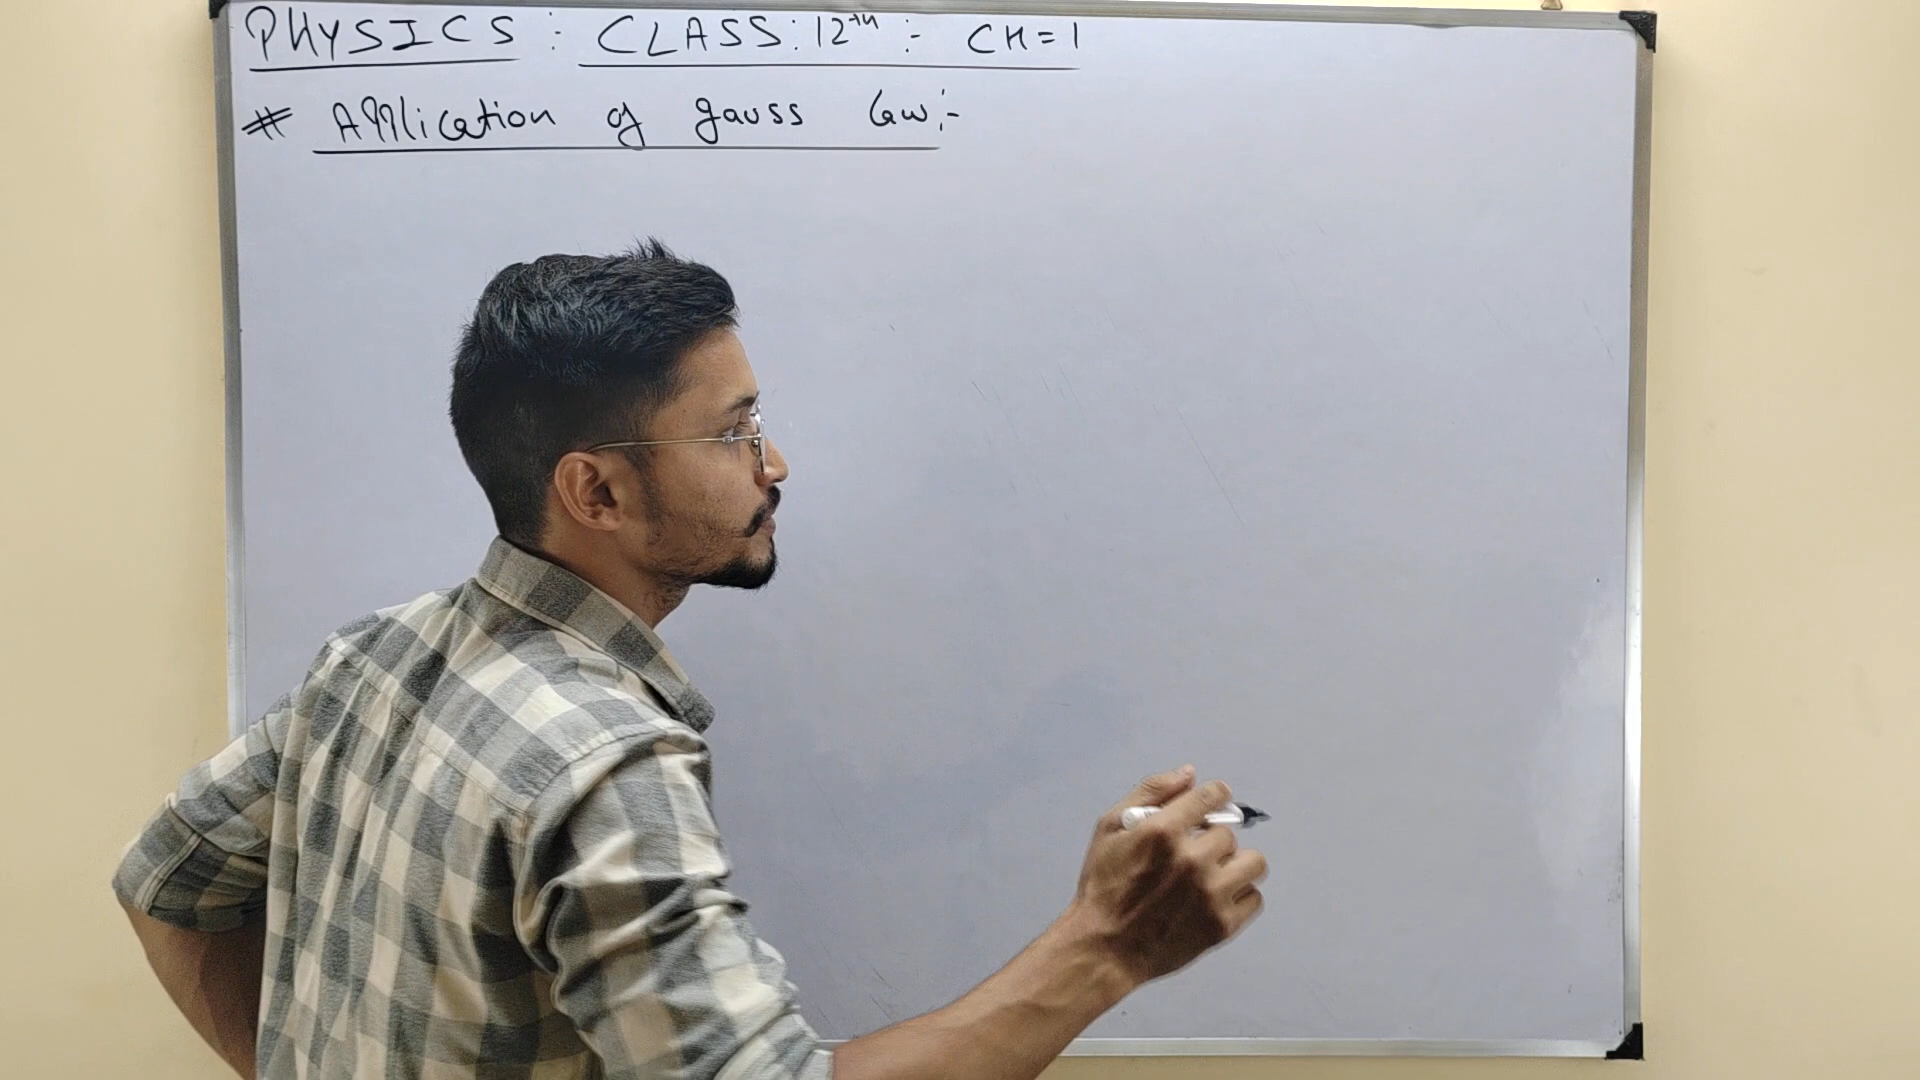 PHYSICS : CLASS : 12th :- CH = 1
# Application of gauss law :-